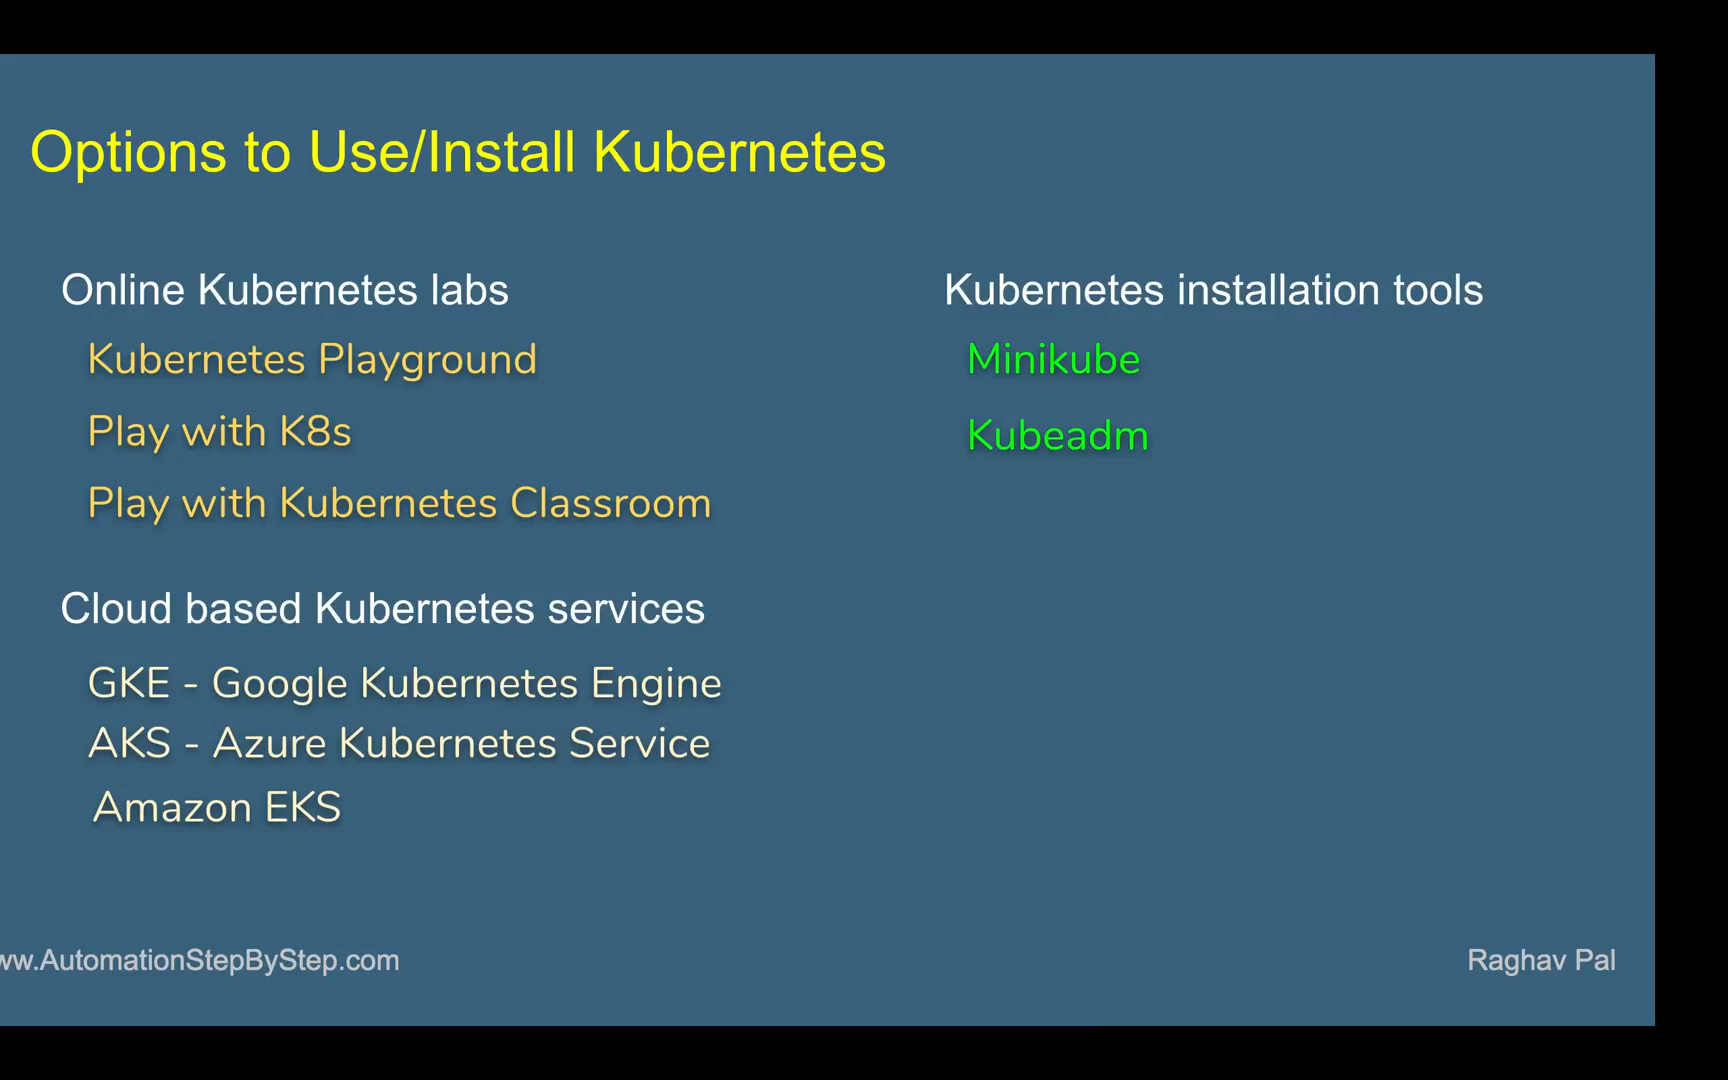 Options to Use/Install Kubernetes
Online Kubernetes labs
Kubernetes Playground
Play with K8s
Play with Kubernetes Classroom
Cloud based Kubernetes services
GKE - Google Kubernetes Engine
AKS - Azure Kubernetes Service
Amazon EKS
Kubernetes installation tools
Minikube
Kubeadm
ww.AutomationStepByStep.com
Raghav Pal